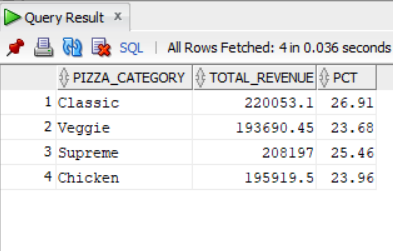 Query Result x
SQL | All Rows Fetched: 4 in 0.036 seconds
PIZZA_CATEGORY TOTAL_REVENUE PCT
1 Classic 220053.1 26.91
2 Veggie 193690.45 23.68
3 Supreme 208197 25.46
4 Chicken 195919.5 23.96